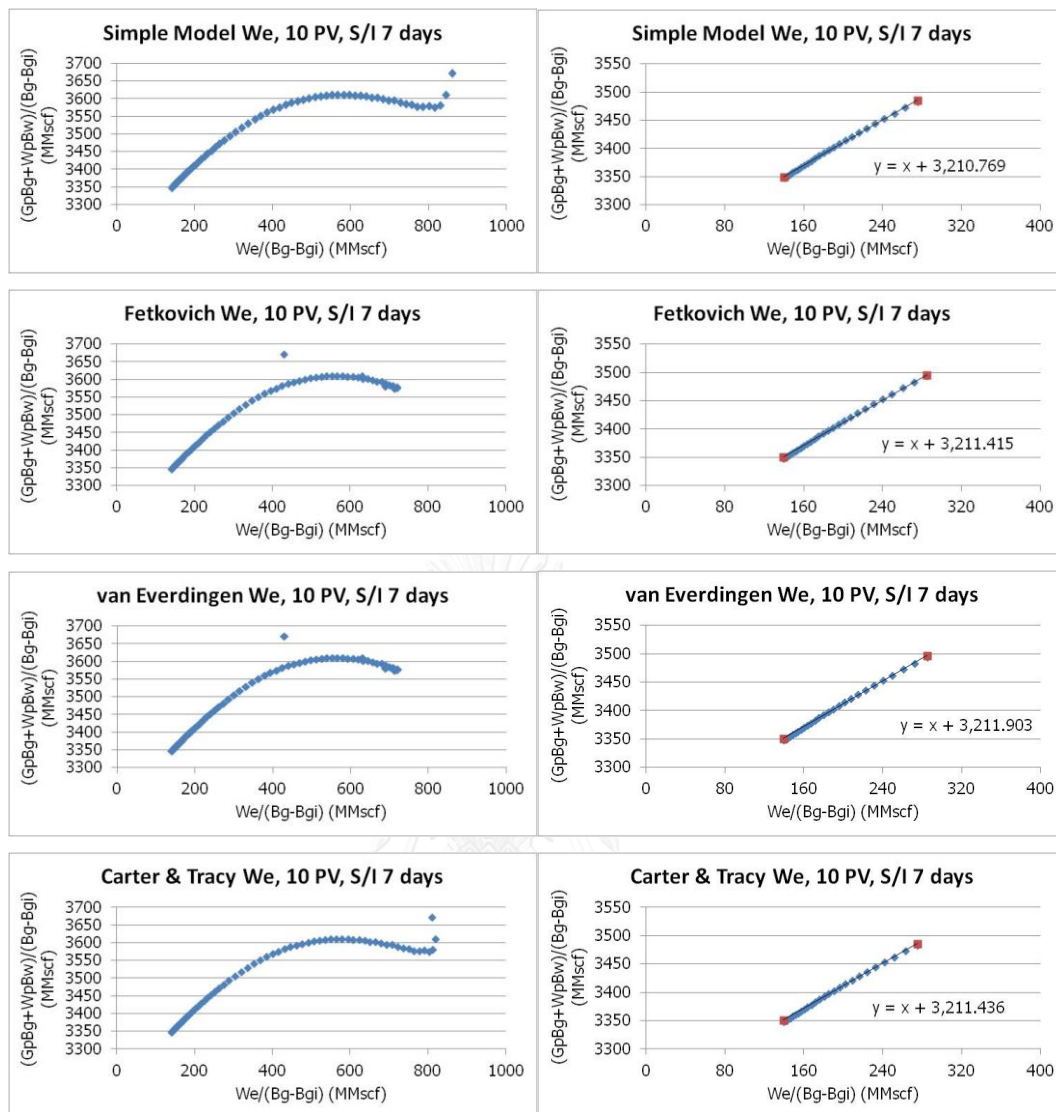 Simple Model We, 10 PV, S/I 7 days
(GpBg+WpBw)/(Bg-Bgi)
(MMscf)
3700
3650
3600
3550
3500
3450
3400
3350
3300
0 200 400 600 800 1000
We/(Bg-Bgi) (MMscf)
Simple Model We, 10 PV, S/I 7 days
(GpBg+WpBw)/(Bg-Bgi)
(MMscf)
3550
3500
3450
3400
3350
3300
y = x + 3,210.769
0 80 160 240 320 400
We/(Bg-Bgi) (MMscf)
Fetkovich We, 10 PV, S/I 7 days
(GpBg+WpBw)/(Bg-Bgi)
(MMscf)
3700
3650
3600
3550
3500
3450
3400
3350
3300
0 200 400 600 800 1000
We/(Bg-Bgi) (MMscf)
Fetkovich We, 10 PV, S/I 7 days
(GpBg+WpBw)/(Bg-Bgi)
(MMscf)
3550
3500
3450
3400
3350
3300
y = x + 3,211.415
0 80 160 240 320 400
We/(Bg-Bgi) (MMscf)
van Everdingen We, 10 PV, S/I 7 days
(GpBg+WpBw)/(Bg-Bgi)
(MMscf)
3700
3650
3600
3550
3500
3450
3400
3350
3300
0 200 400 600 800 1000
We/(Bg-Bgi) (MMscf)
van Everdingen We, 10 PV, S/I 7 days
(GpBg+WpBw)/(Bg-Bgi)
(MMscf)
3550
3500
3450
3400
3350
3300
y = x + 3,211.903
0 80 160 240 320 400
We/(Bg-Bgi) (MMscf)
Carter & Tracy We, 10 PV, S/I 7 days
(GpBg+WpBw)/(Bg-Bgi)
(MMscf)
3700
3650
3600
3550
3500
3450
3400
3350
3300
0 200 400 600 800 1000
We/(Bg-Bgi) (MMscf)
Carter & Tracy We, 10 PV, S/I 7 days
(GpBg+WpBw)/(Bg-Bgi)
(MMscf)
3550
3500
3450
3400
3350
3300
y = x + 3,211.436
0 80 160 240 320 400
We/(Bg-Bgi) (MMscf)